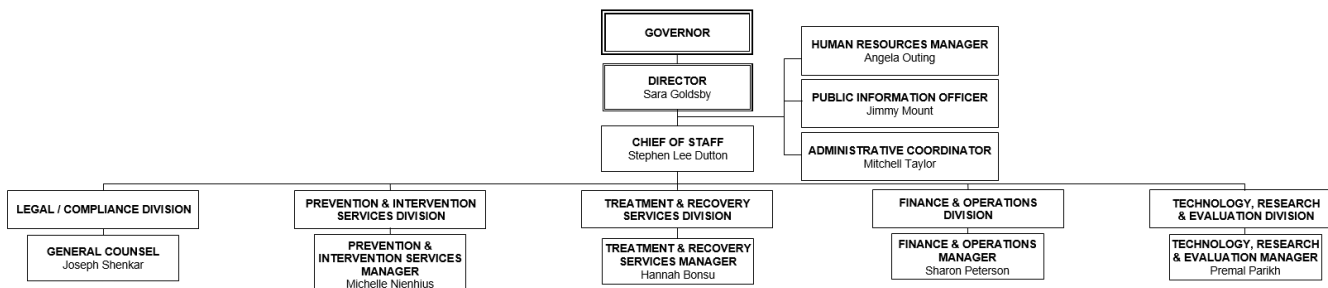 GOVERNOR
DIRECTOR
Sara Goldsby
HUMAN RESOURCES MANAGER
Angela Outing
PUBLIC INFORMATION OFFICER
Jimmy Mount
ADMINISTRATIVE COORDINATOR
Mitchell Taylor
CHIEF OF STAFF
Stephen Lee Dutton
LEGAL / COMPLIANCE DIVISION
GENERAL COUNSEL
Joseph Shenkar
PREVENTION & INTERVENTION
SERVICES DIVISION
PREVENTION &
INTERVENTION SERVICES
MANAGER
Michelle Nienhius
TREATMENT & RECOVERY
SERVICES DIVISION
TREATMENT & RECOVERY
SERVICES MANAGER
Hannah Bonsu
FINANCE & OPERATIONS
DIVISION
FINANCE & OPERATIONS
MANAGER
Sharon Peterson
TECHNOLOGY, RESEARCH
& EVALUATION DIVISION
TECHNOLOGY, RESEARCH
& EVALUATION MANAGER
Premal Parikh